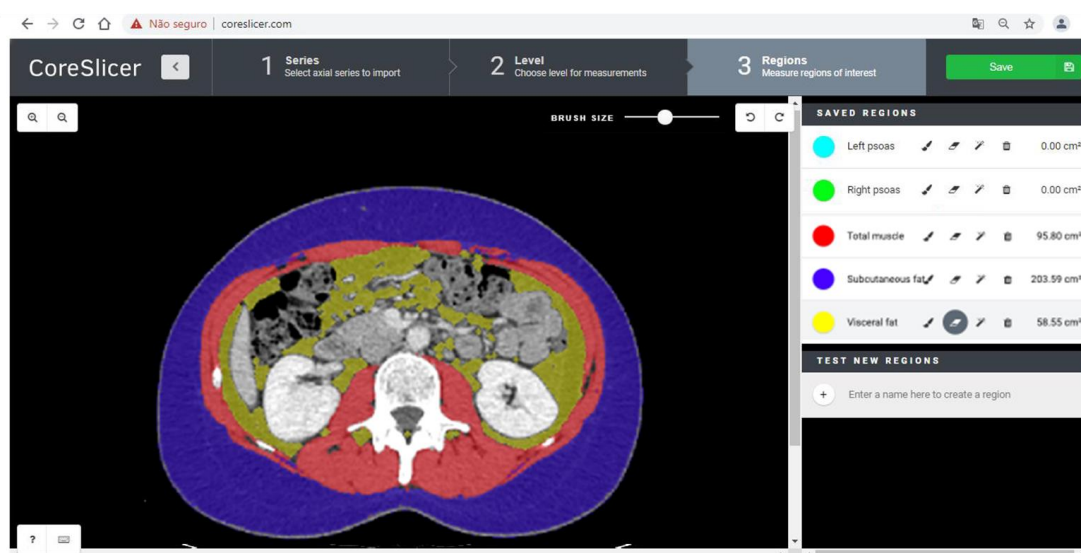 Não seguro | coreslicer.com
CoreSlicer
1 Series
Select axial series to import
2 Level
Choose level for measurements
3 Regions
Measure regions of interest
Save
BRUSH SIZE
SAVED REGIONS
Left psoas 0.00 cm²
Right psoas 0.00 cm²
Total muscle 95.80 cm²
Subcutaneous fat 203.59 cm²
Visceral fat 58.55 cm²
TEST NEW REGIONS
+ Enter a name here to create a region
?